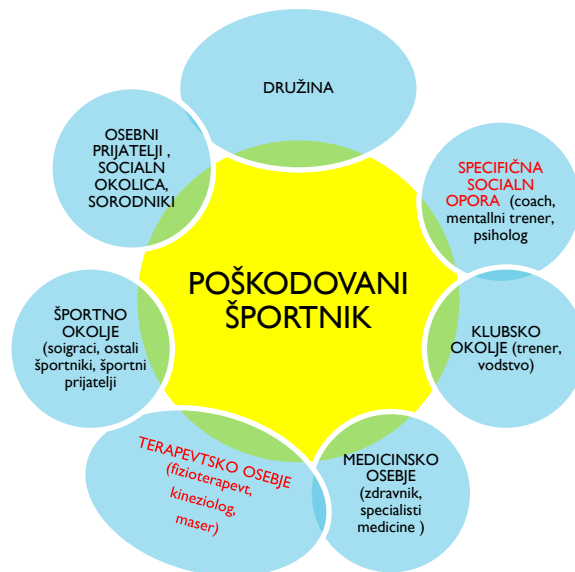 DRUŽINA
SPECIFIČNA
SOCIALN
OPORA (coach,
mentallni trener,
psiholog
KLUBSKO
OKOLJE (trener,
vodstvo)
MEDICINSKO
OSEBJE
(zdravnik,
specialisti
medicine )
TERAPEVTSKO OSEBJE
(fizioterapevt,
kineziolog,
maser)
ŠPORTNO
OKOLJE
(soigraci, ostali
športniki, športni
prijatelji
OSEBNI
PRIJATELJI ,
SOCIALN
OKOLICA,
SORODNIKI
POŠKODOVANI
ŠPORTNIK